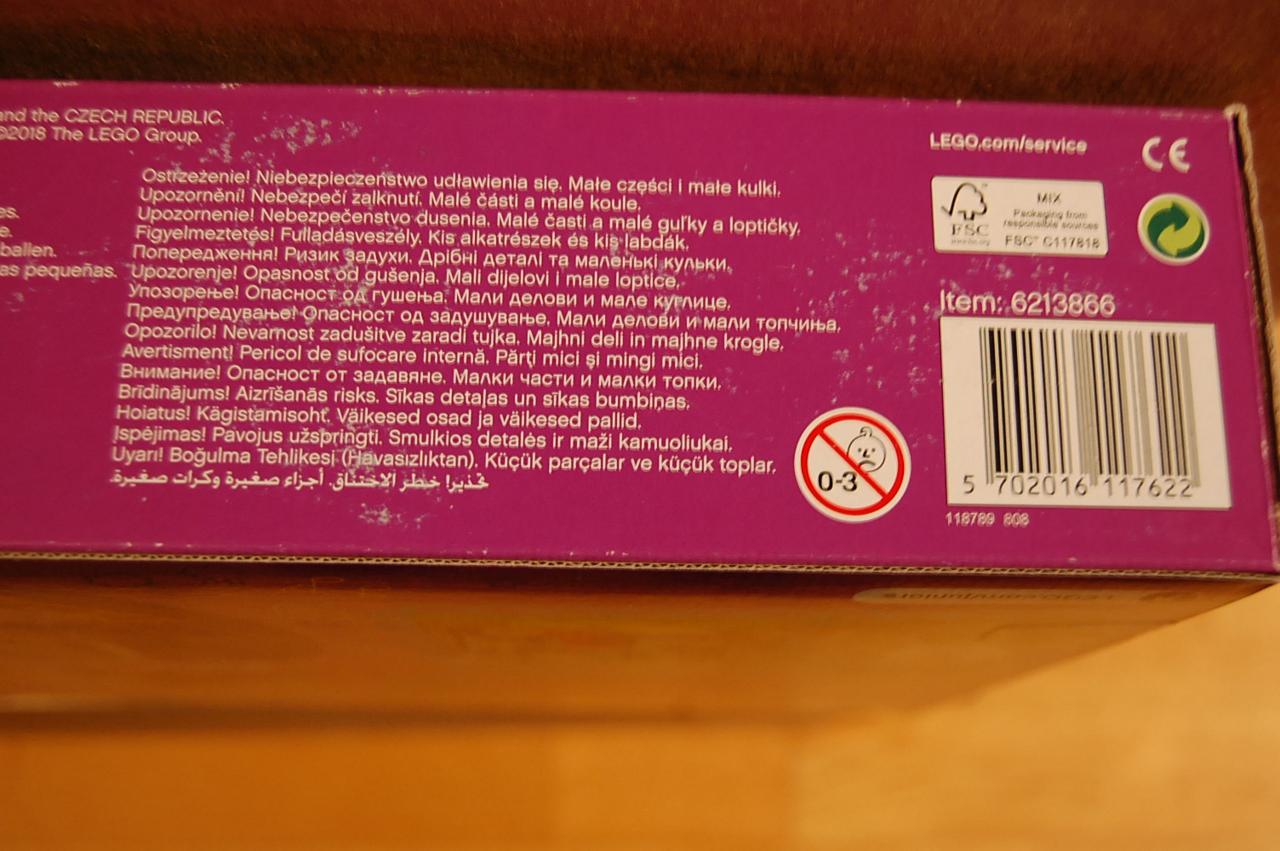 and the CZECH REPUBLIC.
©2018 The LEGO Group.
es.
e.
ballen.
as pequeñas.
Ostrzeżenie! Niebezpieczeństwo udławienia się. Małe części i małe kulki.
Upozornění! Nebezpečí zalknutí. Malé části a malé koule.
Upozornenie! Nebezpečenstvo dusenia. Malé časti a malé guľky a loptičky.
Figyelmeztetés! Fulladásveszély. Kis alkatrészek és kis labdák.
Попередження! Ризик задухи. Дрібні деталі та маленькі кульки.
Upozorenje! Opasnost od gušenja. Mali dijelovi i male loptice.
Упозорење! Опасност од гушења. Мали делови и мале куглице.
Предупредување! Опасност од задушување. Мали делови и мали топчиња.
Opozorilo! Nevarnost zadušitve zaradi tujka. Majhni deli in majhne krogle.
Avertisment! Pericol de sufocare internă. Părţi mici şi mingi mici.
Внимание! Опасност от задавяне. Малки части и малки топки.
Brīdinājums! Aizrīšanās risks. Sīkas detaļas un sīkas bumbiņas.
Hoiatus! Kägistamisoht. Väikesed osad ja väikesed pallid.
Įspėjimas! Pavojus užspringti. Smulkios detalės ir maži kamuoliukai.
Uyarı! Boğulma Tehlikesi (Havasızlıktan). Küçük parçalar ve küçük toplar.
تحذير! خطر الاختناق. أجزاء صغيرة وكرات صغيرة.
0-3
LEGO.com/service
CE
FSC
www.fsc.org
MIX
Packaging from
responsible sources
FSC™ C117818
Item: 6213866
5 702016 117622
118789 808